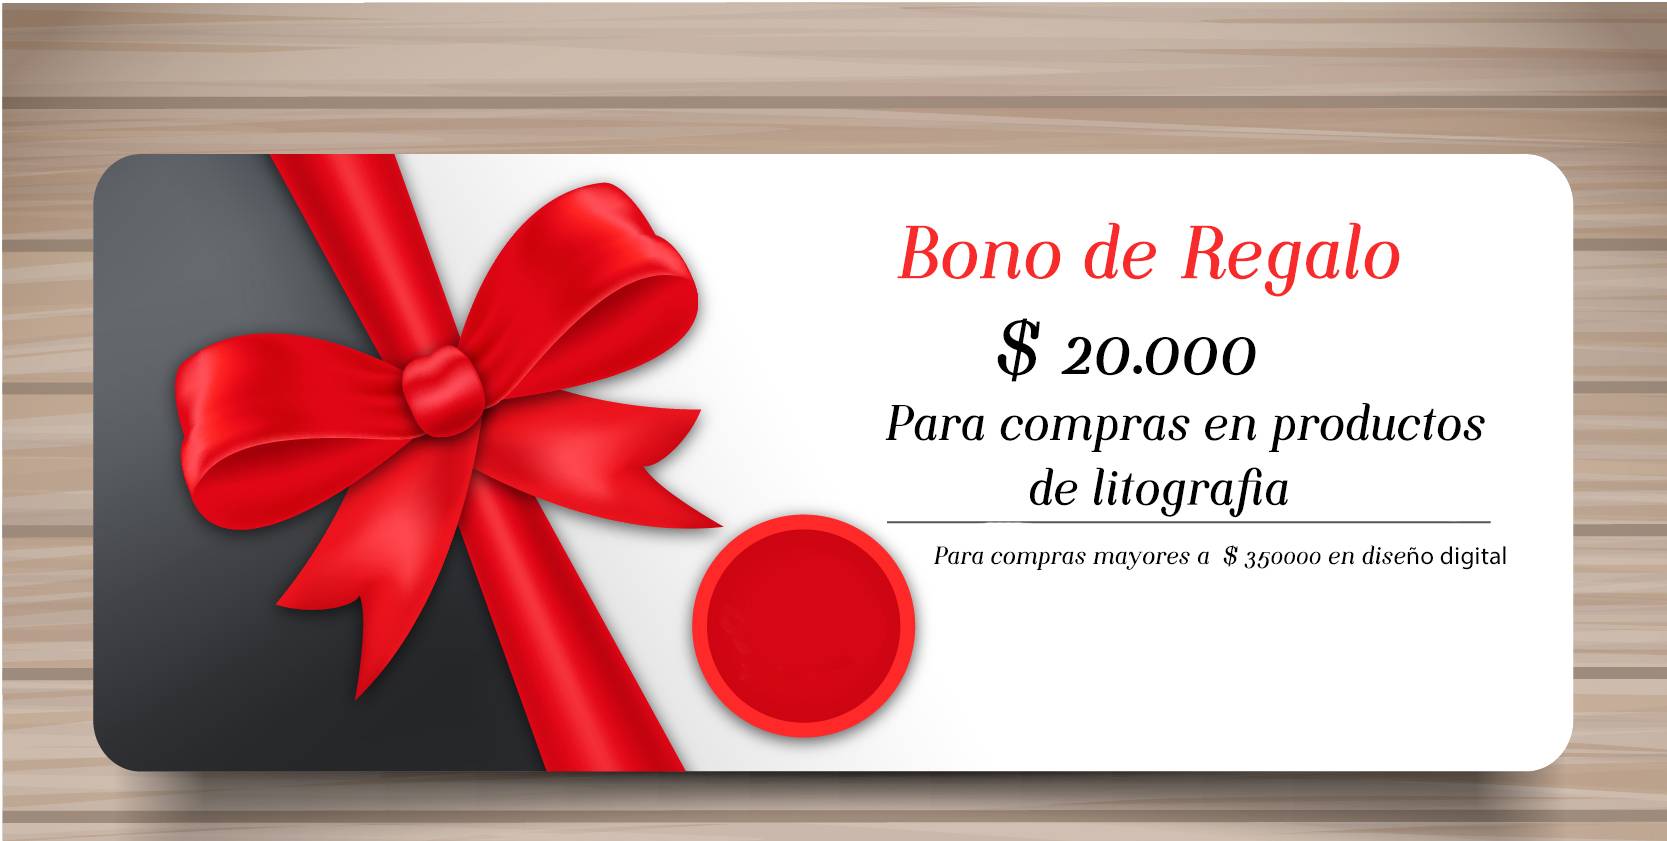 Bono de Regalo
$ 20.000
Para compras en productos
de litografia
Para compras mayores a $ 350000 en diseño digital